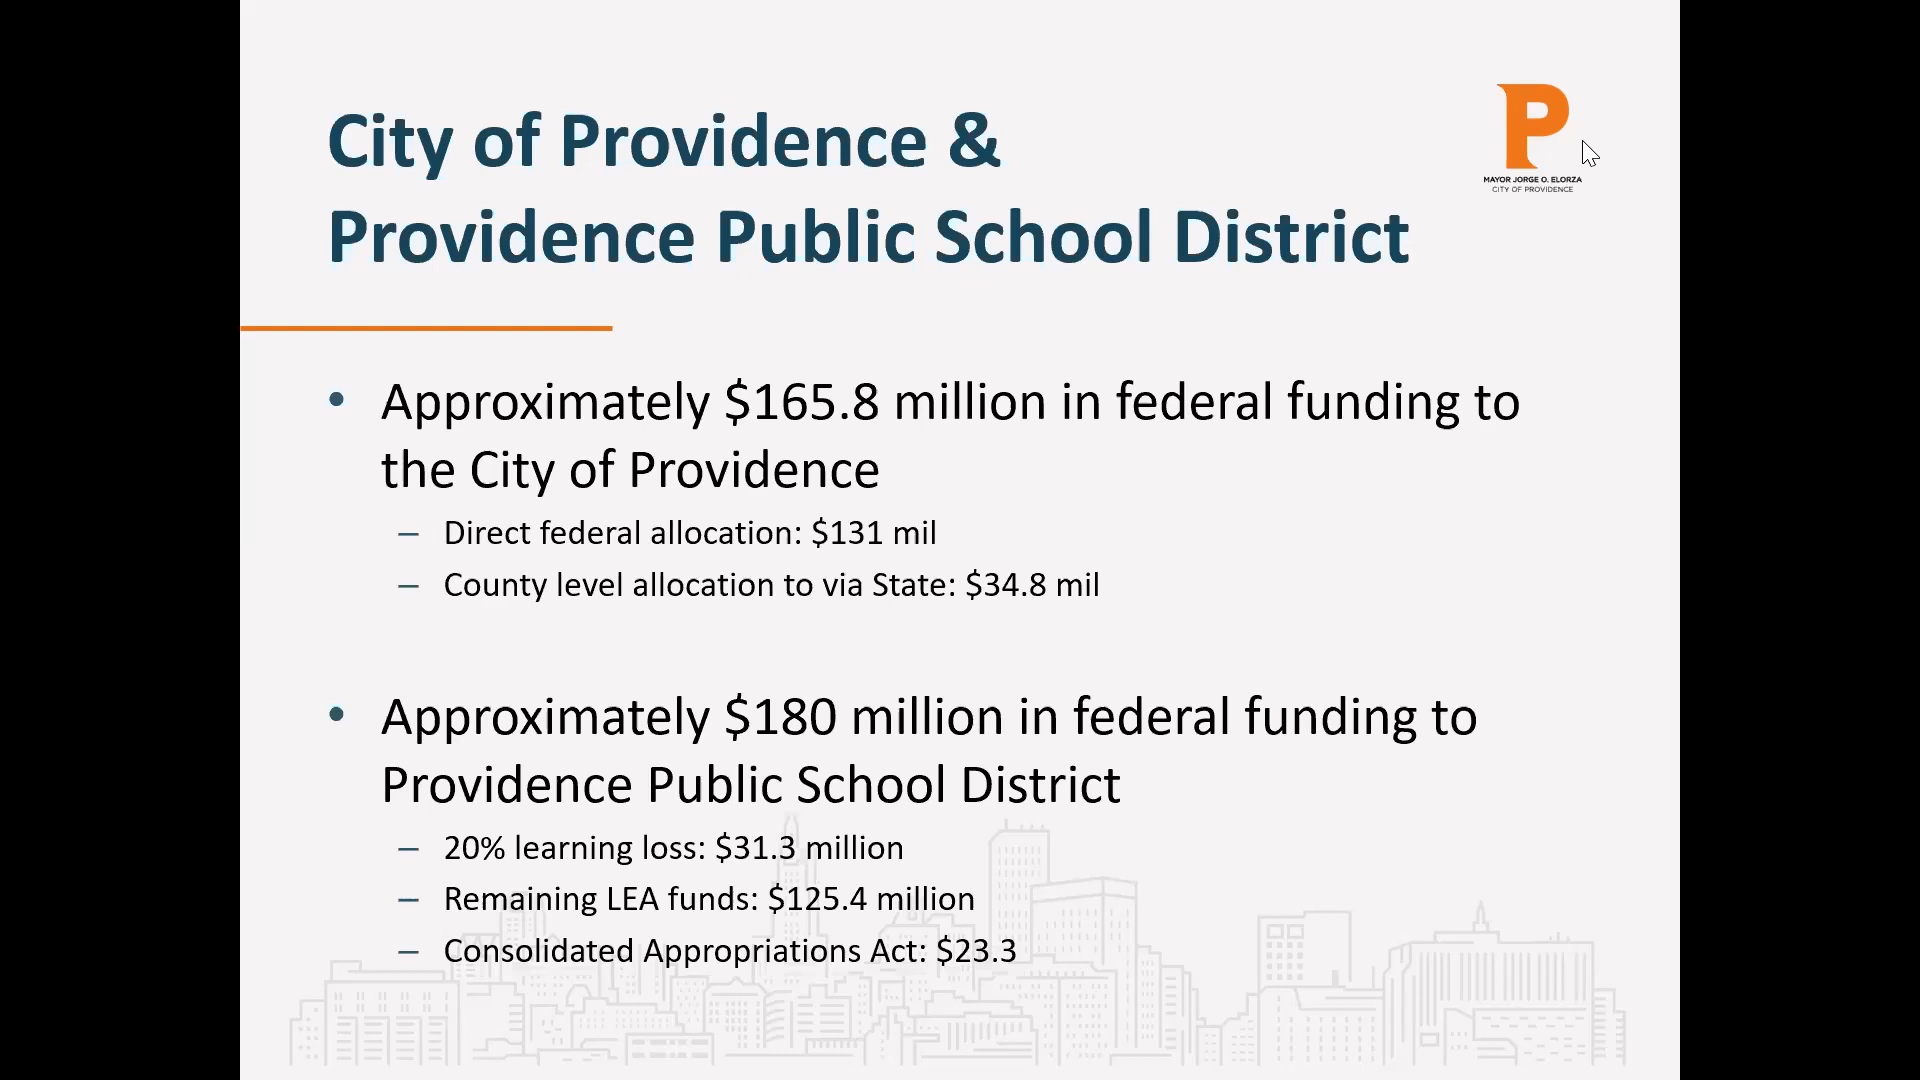 City of Providence &
Providence Public School District
MAYOR JORGE O. ELORZA
CITY OF PROVIDENCE
• Approximately $165.8 million in federal funding to
the City of Providence
– Direct federal allocation: $131 mil
– County level allocation to via State: $34.8 mil
• Approximately $180 million in federal funding to
Providence Public School District
– 20% learning loss: $31.3 million
– Remaining LEA funds: $125.4 million
– Consolidated Appropriations Act: $23.3